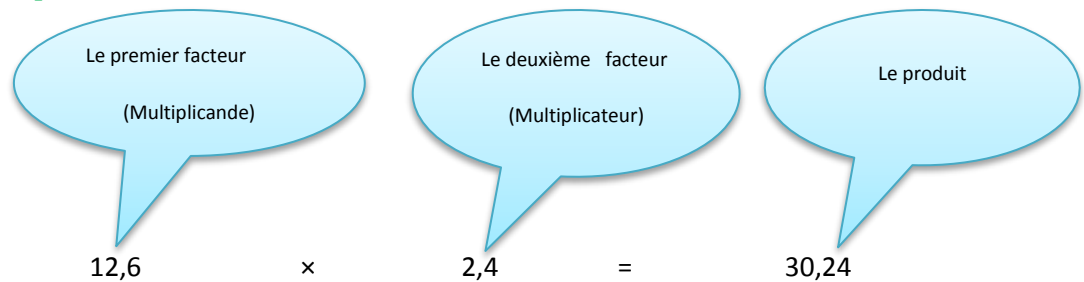 Le premier facteur
(Multiplicande)
Le deuxième facteur
(Multiplicateur)
Le produit
12,6 × 2,4 = 30,24